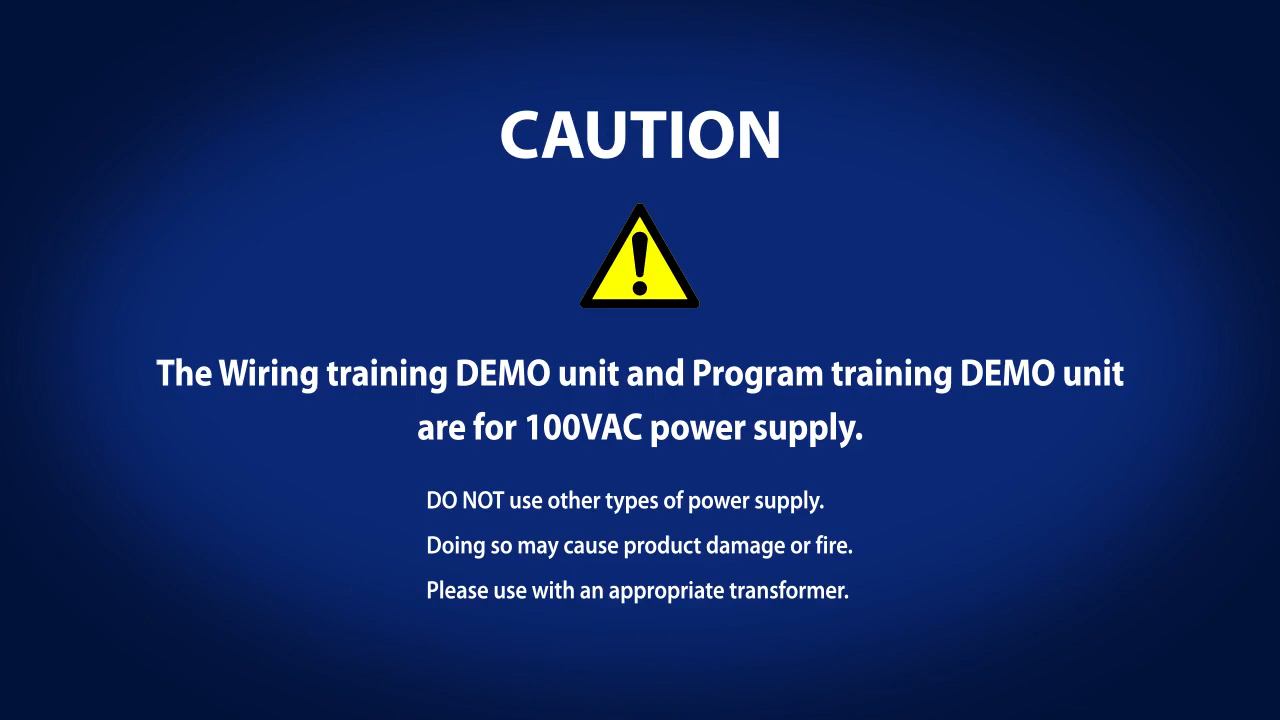 CAUTION
The Wiring training DEMO unit and Program training DEMO unit
are for 100VAC power supply.
DO NOT use other types of power supply.
Doing so may cause product damage or fire.
Please use with an appropriate transformer.